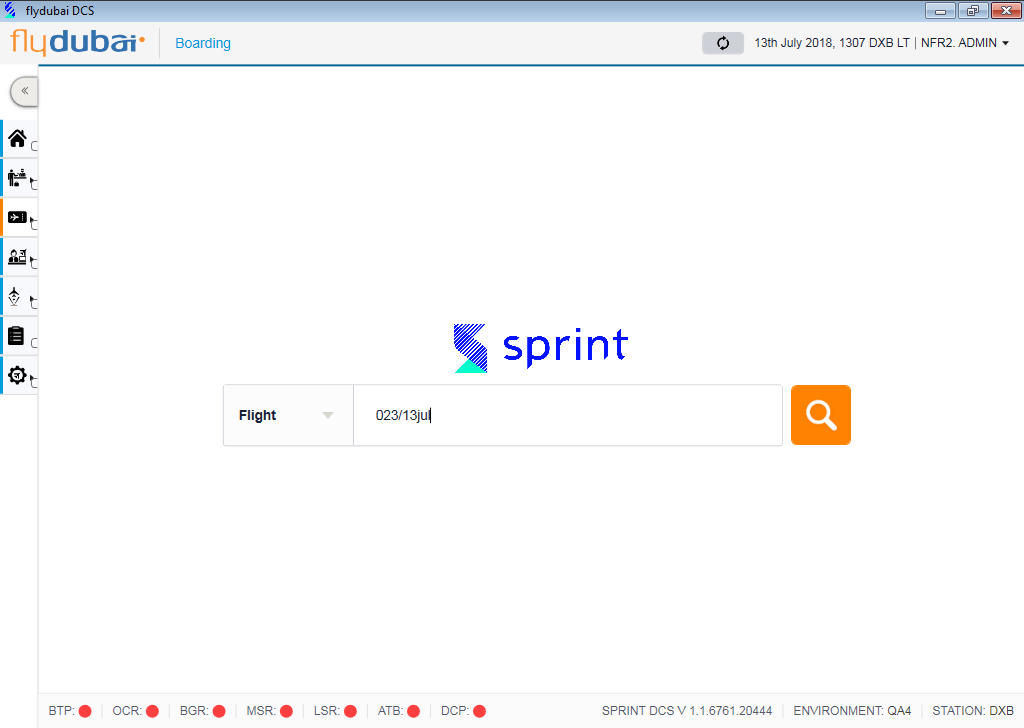 flydubai DCS
flydubai
Boarding
13th July 2018, 1307 DXB LT | NFR2. ADMIN
sprint
Flight
023/13jul
BTP: OCR: BGR: MSR: LSR: ATB: DCP: SPRINT DCS V 1.1.6761.20444 ENVIRONMENT: QA4 STATION: DXB